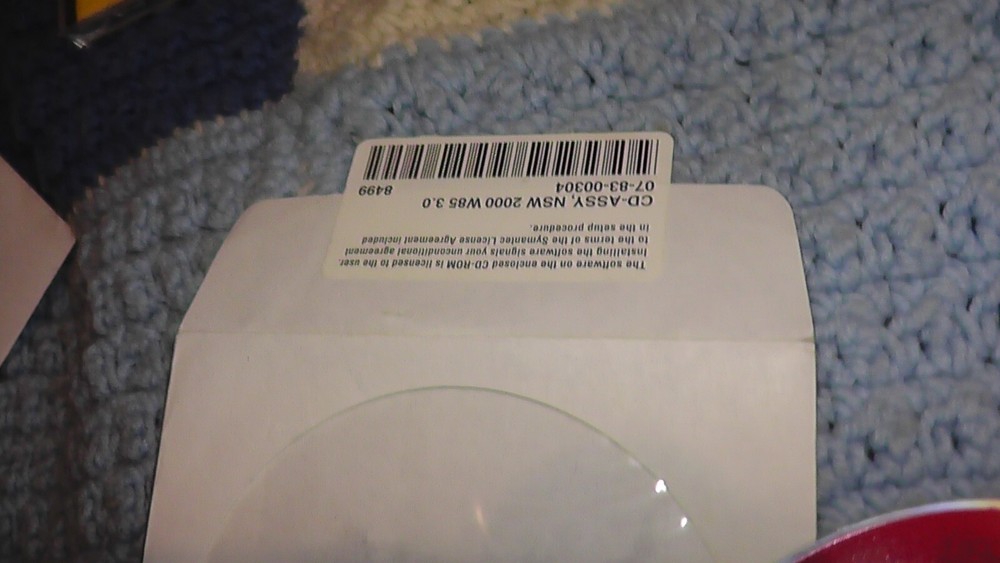 The software on the enclosed CD-ROM is licensed to the user.
Installing the software signals your unconditional agreement
to the terms of the Symantec License Agreement included
in the setup procedure.
CD-ASSY, NSW 2000 W85 3.0
07-83-00304 8499